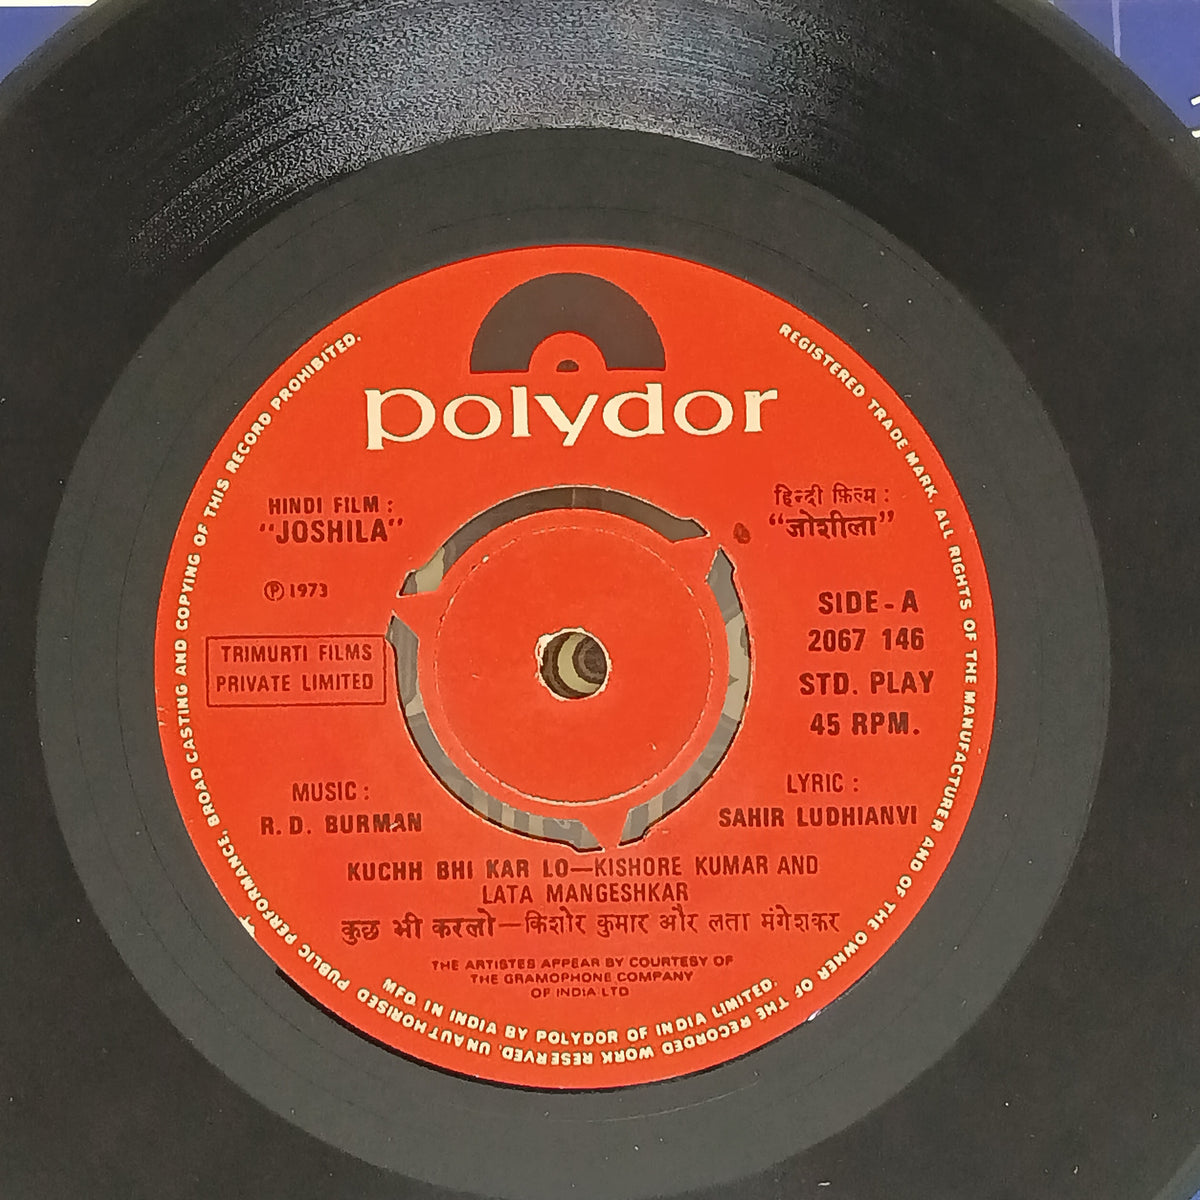 polydor
HINDI FILM :
"JOSHILA"
हिन्दी फ़िल्म :
"जोशीला"
Ⓟ 1973
TRIMURTI FILMS
PRIVATE LIMITED
SIDE-A
2067 146
STD. PLAY
45 RPM.
MUSIC :
R. D. BURMAN
LYRIC :
SAHIR LUDHIANVI
KUCHH BHI KAR LO—KISHORE KUMAR AND
LATA MANGESHKAR
कुछ भी करलो—किशोर कुमार और लता मंगेशकर
THE ARTISTES APPEAR BY COURTESY OF
THE GRAMOPHONE COMPANY
OF INDIA LTD
MFD. IN INDIA BY POLYDOR OF INDIA LIMITED.
REGISTERED TRADE MARK. ALL RIGHTS OF THE MANUFACTURER AND OF THE OWNER OF THE RECORDED WORK RESERVED. UNAUTHORISED PUBLIC PERFORMANCE, BROADCASTING AND COPYING OF THIS RECORD PROHIBITED.